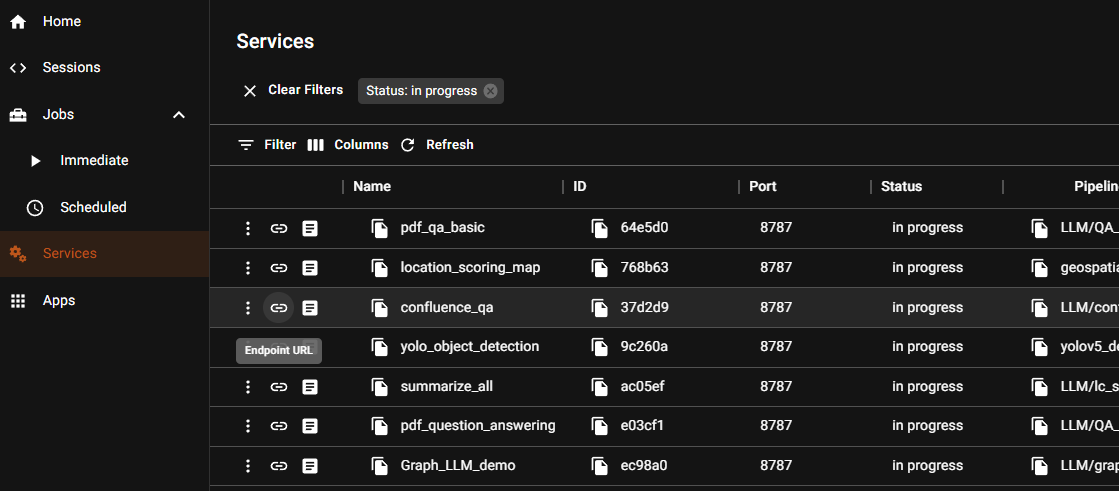 Home
Sessions
Jobs
Immediate
Scheduled
Services
Apps
Services
Clear Filters Status: in progress
Filter Columns Refresh
Name ID Port Status Pipelin
pdf_qa_basic 64e5d0 8787 in progress LLM/QA_
location_scoring_map 768b63 8787 in progress geospatia
confluence_qa 37d2d9 8787 in progress LLM/con
Endpoint URL yolo_object_detection 9c260a 8787 in progress yolov5_de
summarize_all ac05ef 8787 in progress LLM/lc_s
pdf_question_answering e03cf1 8787 in progress LLM/QA_
Graph_LLM_demo ec98a0 8787 in progress LLM/grap